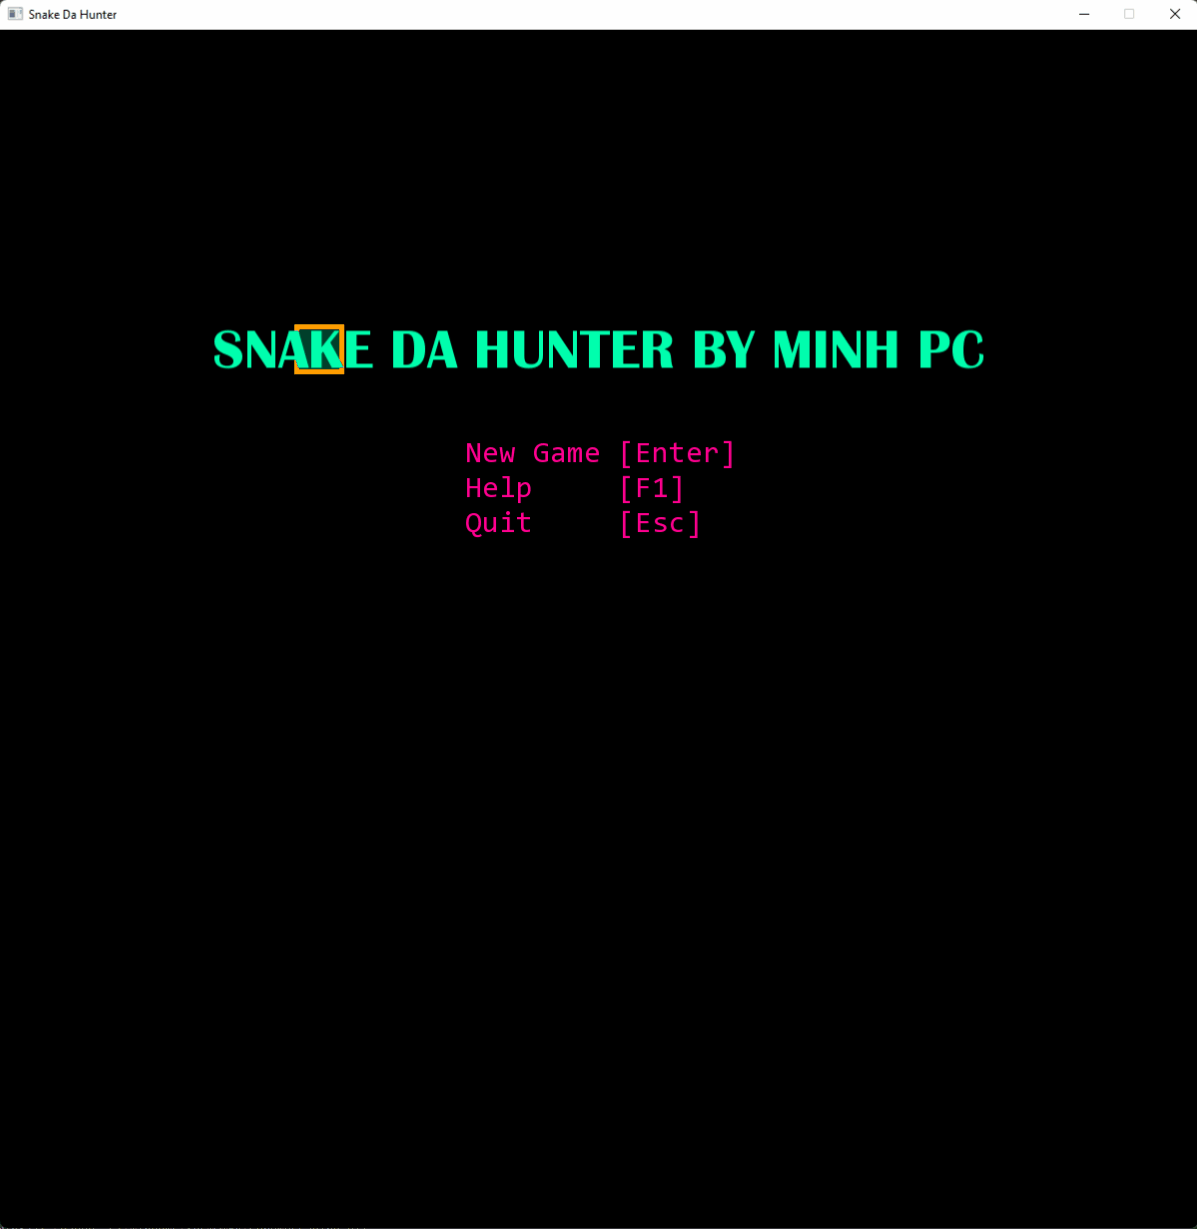 Snake Da Hunter
SNAKE DA HUNTER BY MINH PC
New Game [Enter]
Help [F1]
Quit [Esc]